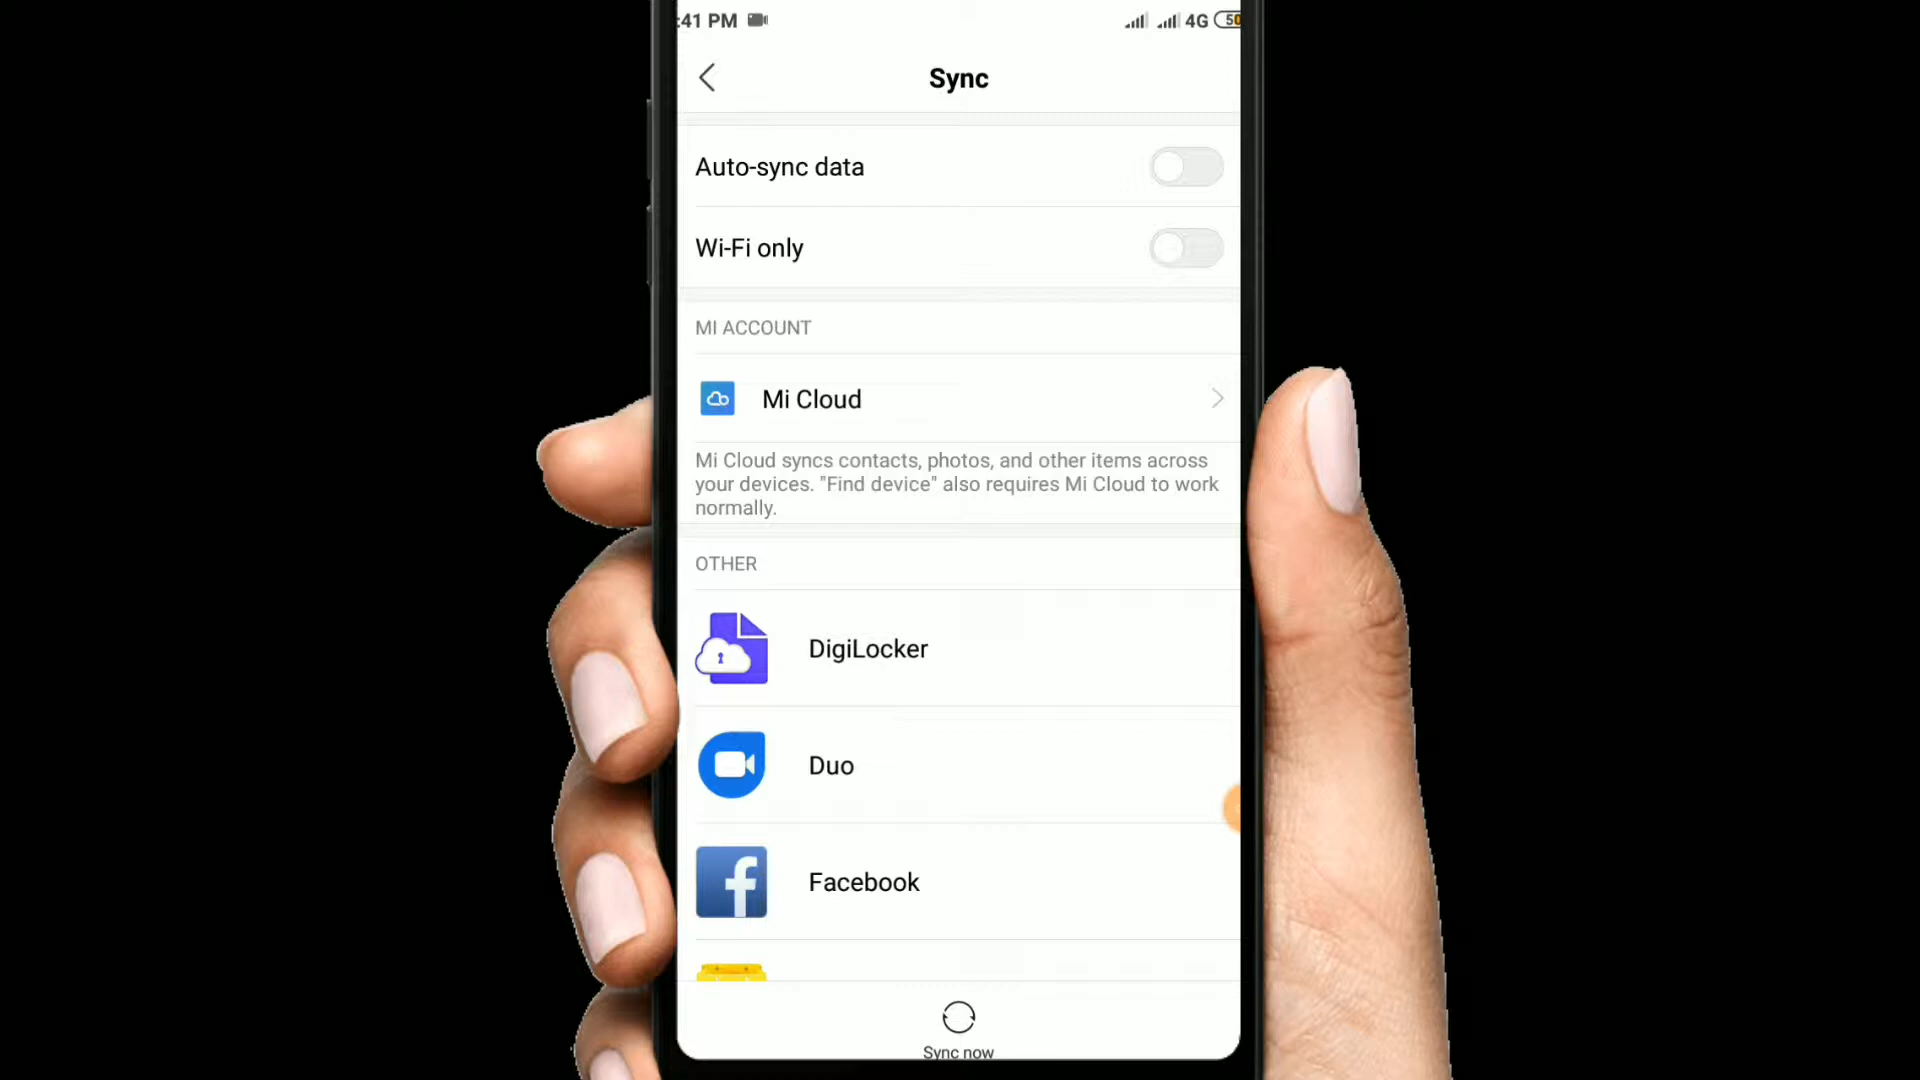 :41 PM 4G 50
Sync
Auto-sync data
Wi-Fi only
MI ACCOUNT
Mi Cloud
Mi Cloud syncs contacts, photos, and other items across
your devices. "Find device" also requires Mi Cloud to work
normally.
OTHER
DigiLocker
Duo
Facebook
Sync now